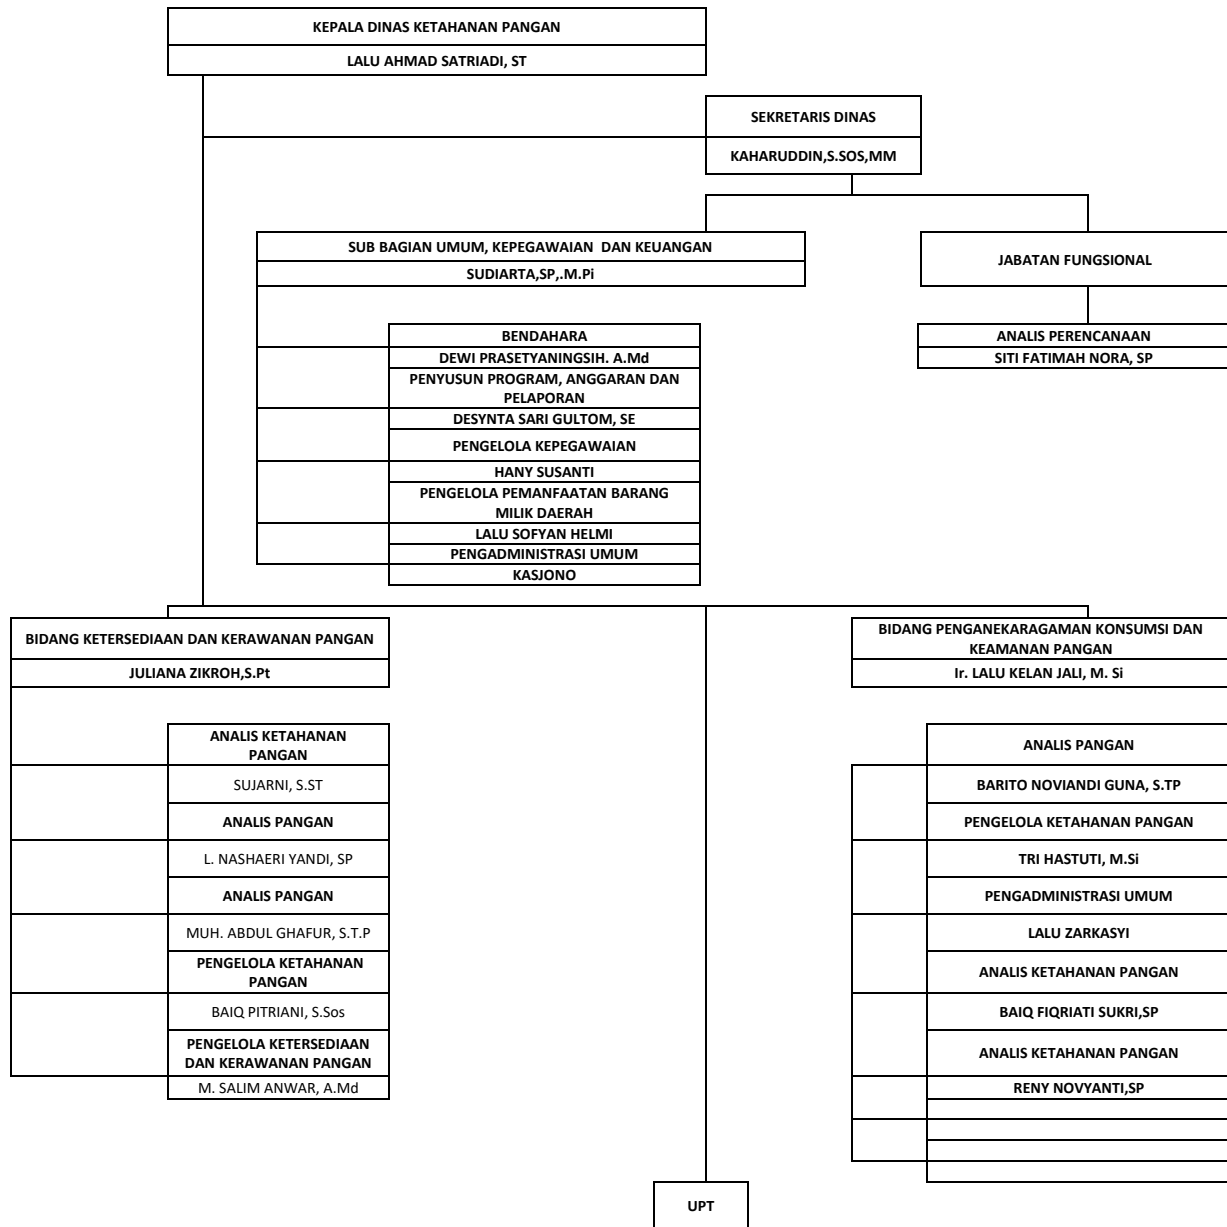 KEPALA DINAS KETAHANAN PANGAN
LALU AHMAD SATRIADI, ST
SEKRETARIS DINAS
KAHARUDDIN,S.SOS,MM
SUB BAGIAN UMUM, KEPEGAWAIAN  DAN KEUANGAN
SUDIARTA,SP,.M.Pi
JABATAN FUNGSIONAL
BENDAHARA
DEWI PRASETYANINGSIH. A.Md
PENYUSUN PROGRAM, ANGGARAN DAN
PELAPORAN
DESYNTA SARI GULTOM, SE
PENGELOLA KEPEGAWAIAN
HANY SUSANTI
PENGELOLA PEMANFAATAN BARANG
MILIK DAERAH
LALU SOFYAN HELMI
PENGADMINISTRASI UMUM
KASJONO
ANALIS PERENCANAAN
SITI FATIMAH NORA, SP
BIDANG KETERSEDIAAN DAN KERAWANAN PANGAN
JULIANA ZIKROH,S.Pt
ANALIS KETAHANAN
PANGAN
SUJARNI, S.ST
ANALIS PANGAN
L. NASHAERI YANDI, SP
ANALIS PANGAN
MUH. ABDUL GHAFUR, S.T.P
PENGELOLA KETAHANAN
PANGAN
BAIQ PITRIANI, S.Sos
PENGELOLA KETERSEDIAAN
DAN KERAWANAN PANGAN
M. SALIM ANWAR, A.Md
BIDANG PENGANEKARAGAMAN KONSUMSI DAN
KEAMANAN PANGAN
Ir. LALU KELAN JALI, M. Si
ANALIS PANGAN
BARITO NOVIANDI GUNA, S.TP
PENGELOLA KETAHANAN PANGAN
TRI HASTUTI, M.Si
PENGADMINISTRASI UMUM
LALU ZARKASYI
ANALIS KETAHANAN PANGAN
BAIQ FIQRIATI SUKRI,SP
ANALIS KETAHANAN PANGAN
RENY NOVYANTI,SP
UPT